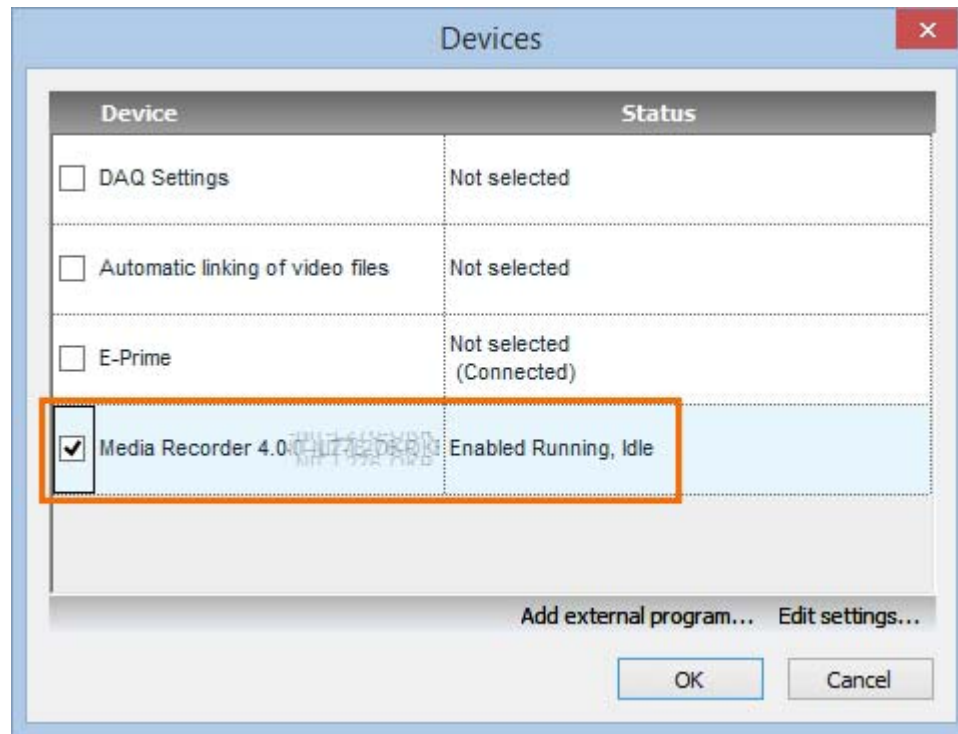 Devices
Device Status
DAQ Settings Not selected
Automatic linking of video files Not selected
E-Prime Not selected
(Connected)
Media Recorder 4.0 Enabled Running, Idle
Add external program... Edit settings...
OK Cancel